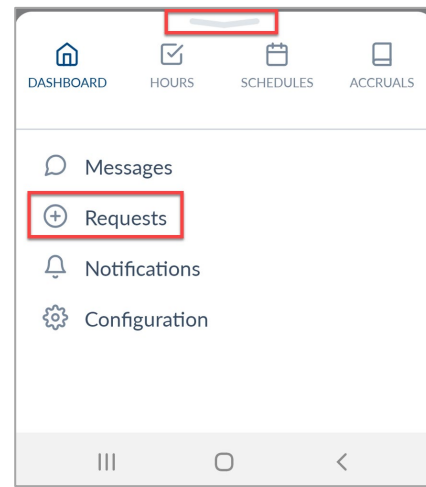 DASHBOARD HOURS SCHEDULES ACCRUALS
Messages
Requests
Notifications
Configuration